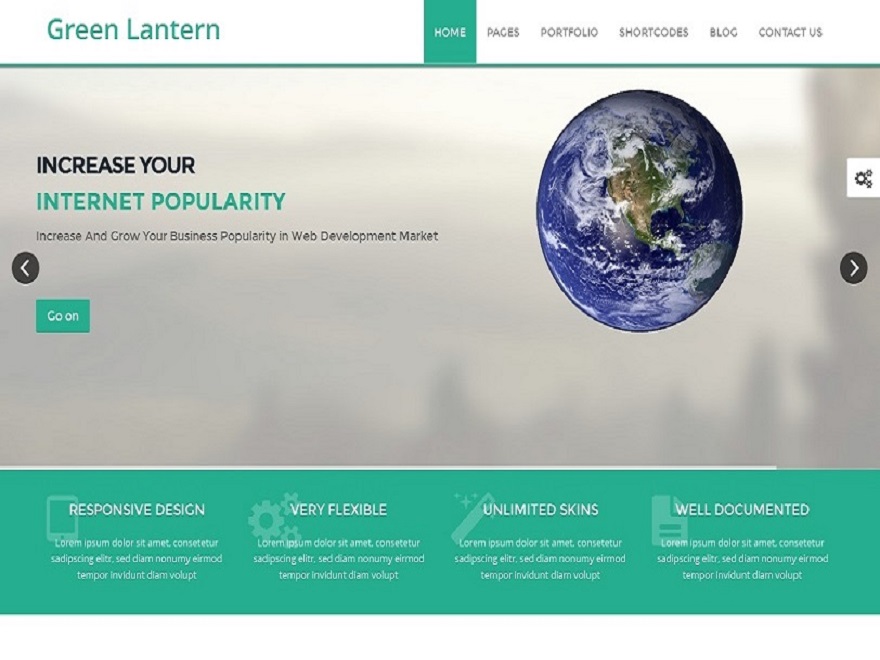 Green Lantern
HOME PAGES PORTFOLIO SHORTCODES BLOG CONTACT US
INCREASE YOUR
INTERNET POPULARITY
Increase And Grow Your Business Popularity in Web Development Market
Go on
RESPONSIVE DESIGN
Lorem ipsum dolor sit amet, consetetur
sadipscing elitr, sed diam nonumy eirmod
tempor invidunt diam volupt
VERY FLEXIBLE
Lorem ipsum dolor sit amet, consetetur
sadipscing elitr, sed diam nonumy eirmod
tempor invidunt diam volupt
UNLIMITED SKINS
Lorem ipsum dolor sit amet, consetetur
sadipscing elitr, sed diam nonumy eirmod
tempor invidunt diam volupt
WELL DOCUMENTED
Lorem ipsum dolor sit amet, consetetur
sadipscing elitr, sed diam nonumy eirmod
tempor invidunt diam volupt